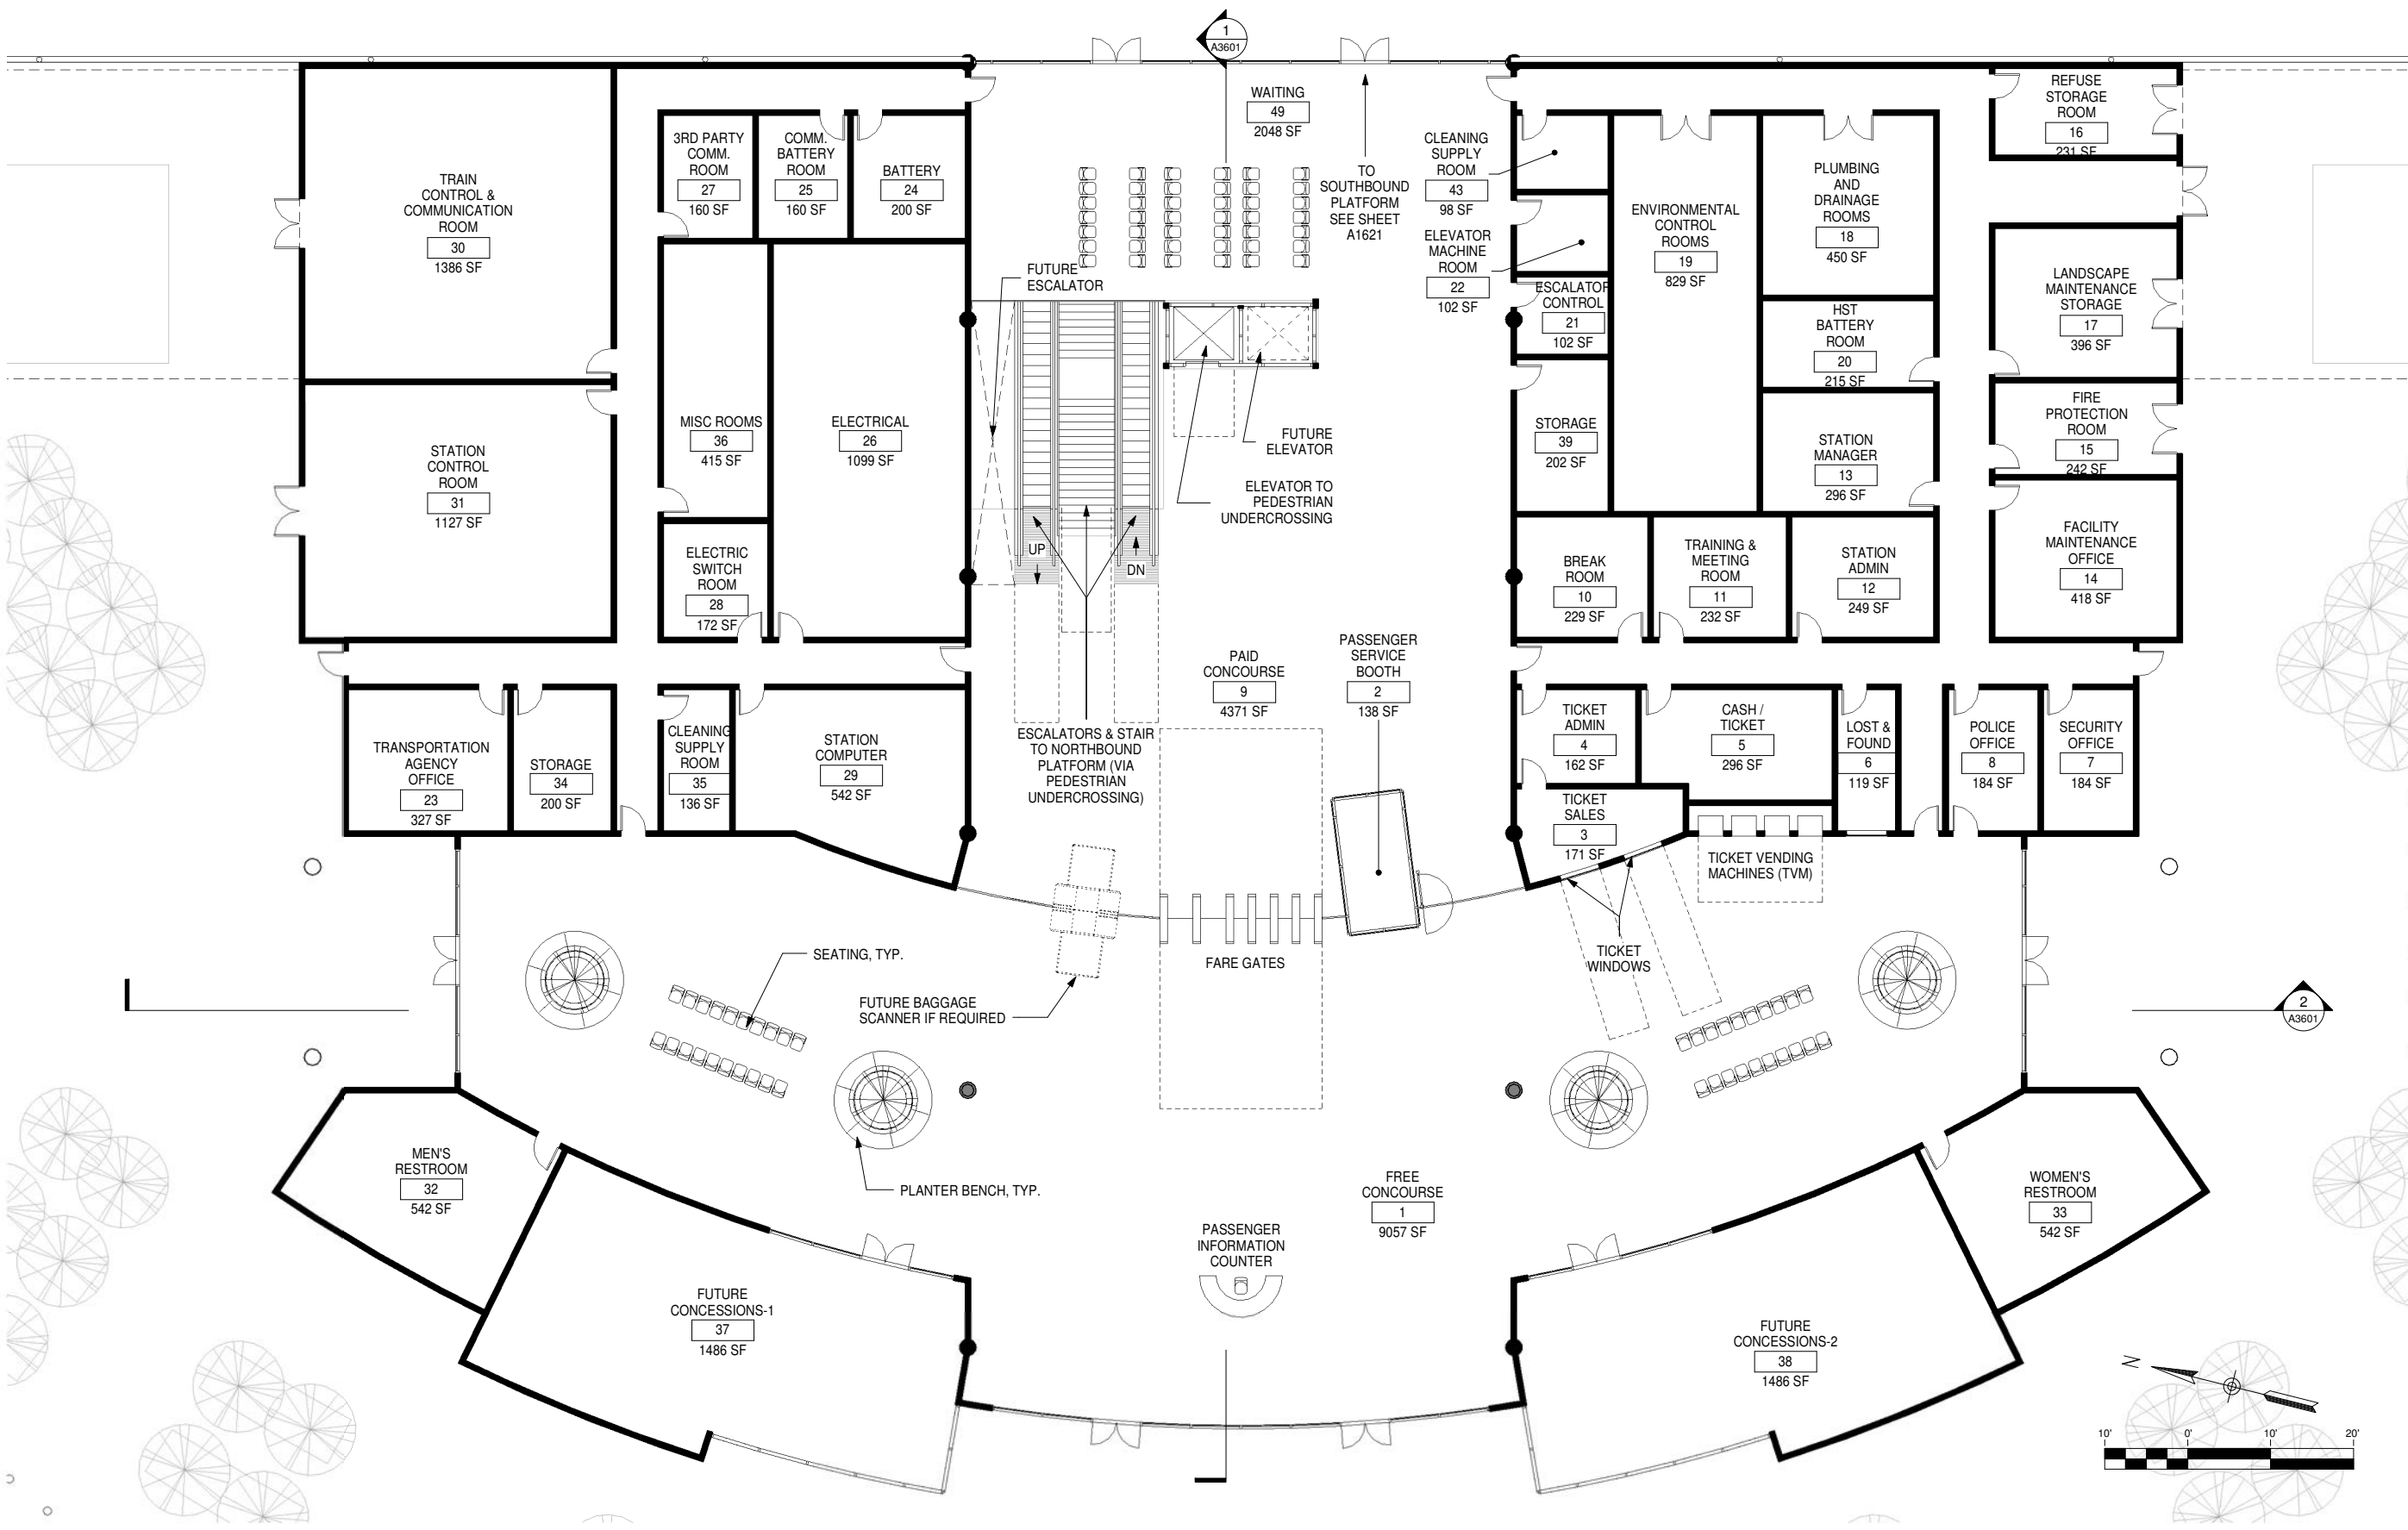 1
A3601
WAITING
49
2048 SF
TO
SOUTHBOUND
PLATFORM
SEE SHEET
A1621
TRAIN
CONTROL &
COMMUNICATION
ROOM
30
1386 SF
3RD PARTY
COMM.
ROOM
27
160 SF
COMM.
BATTERY
ROOM
25
160 SF
BATTERY
24
200 SF
CLEANING
SUPPLY
ROOM
43
98 SF
ELEVATOR
MACHINE
ROOM
22
102 SF
ENVIRONMENTAL
CONTROL
ROOMS
19
829 SF
PLUMBING
AND
DRAINAGE
ROOMS
18
450 SF
REFUSE
STORAGE
ROOM
16
231 SF
LANDSCAPE
MAINTENANCE
STORAGE
17
396 SF
FUTURE
ESCALATOR
ESCALATOR
CONTROL
21
102 SF
HST
BATTERY
ROOM
20
215 SF
STATION
CONTROL
ROOM
31
1127 SF
MISC ROOMS
36
415 SF
ELECTRICAL
26
1099 SF
FUTURE
ELEVATOR
ELEVATOR TO
PEDESTRIAN
UNDERCROSSING
STORAGE
39
202 SF
STATION
MANAGER
13
296 SF
FIRE
PROTECTION
ROOM
15
242 SF
ELECTRIC
SWITCH
ROOM
28
172 SF
UP
DN
BREAK
ROOM
10
229 SF
TRAINING &
MEETING
ROOM
11
232 SF
STATION
ADMIN
12
249 SF
FACILITY
MAINTENANCE
OFFICE
14
418 SF
PAID
CONCOURSE
9
4371 SF
PASSENGER
SERVICE
BOOTH
2
138 SF
TRANSPORTATION
AGENCY
OFFICE
23
327 SF
STORAGE
34
200 SF
CLEANING
SUPPLY
ROOM
35
136 SF
STATION
COMPUTER
29
542 SF
ESCALATORS & STAIR
TO NORTHBOUND
PLATFORM (VIA
PEDESTRIAN
UNDERCROSSING)
TICKET
ADMIN
4
162 SF
CASH /
TICKET
5
296 SF
LOST &
FOUND
6
119 SF
POLICE
OFFICE
8
184 SF
SECURITY
OFFICE
7
184 SF
TICKET
SALES
3
171 SF
TICKET VENDING
MACHINES (TVM)
SEATING, TYP.
FUTURE BAGGAGE
SCANNER IF REQUIRED
FARE GATES
TICKET
WINDOWS
2
A3601
MEN'S
RESTROOM
32
542 SF
PLANTER BENCH, TYP.
FREE
CONCOURSE
1
9057 SF
WOMEN'S
RESTROOM
33
542 SF
PASSENGER
INFORMATION
COUNTER
FUTURE
CONCESSIONS-1
37
1486 SF
FUTURE
CONCESSIONS-2
38
1486 SF
N
10' 0' 10' 20'